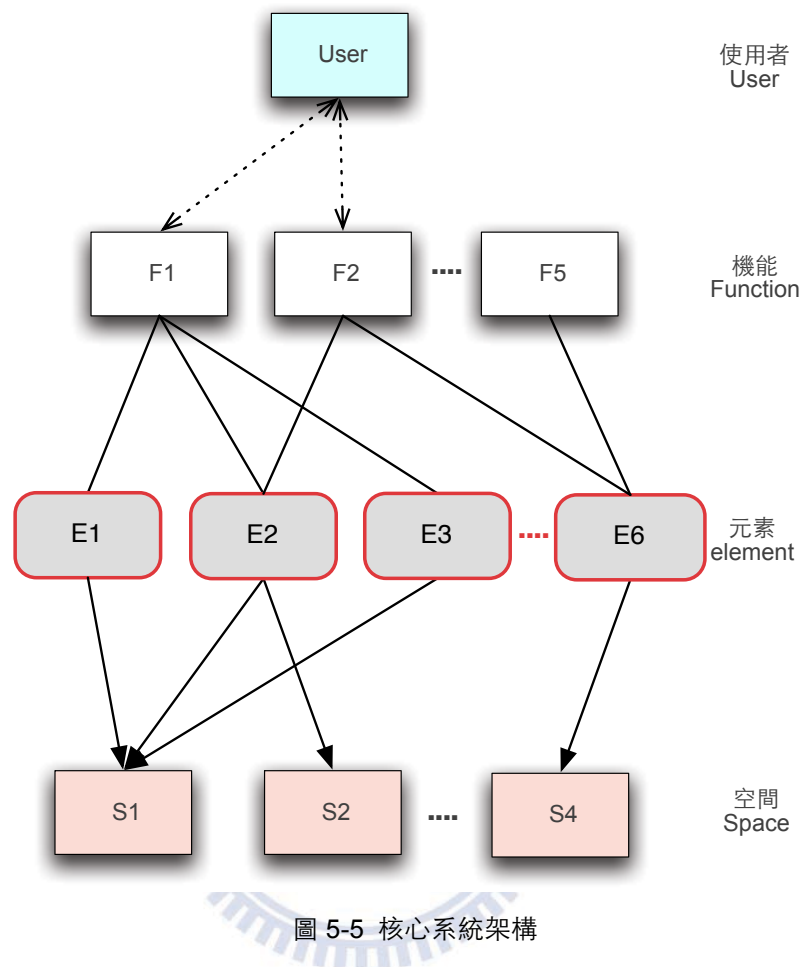 User
使用者
User
F1
F2
....
F5
機能
Function
E1
E2
E3
....
E6
元素
element
S1
S2
....
S4
空間
Space
圖 5-5 核心系統架構